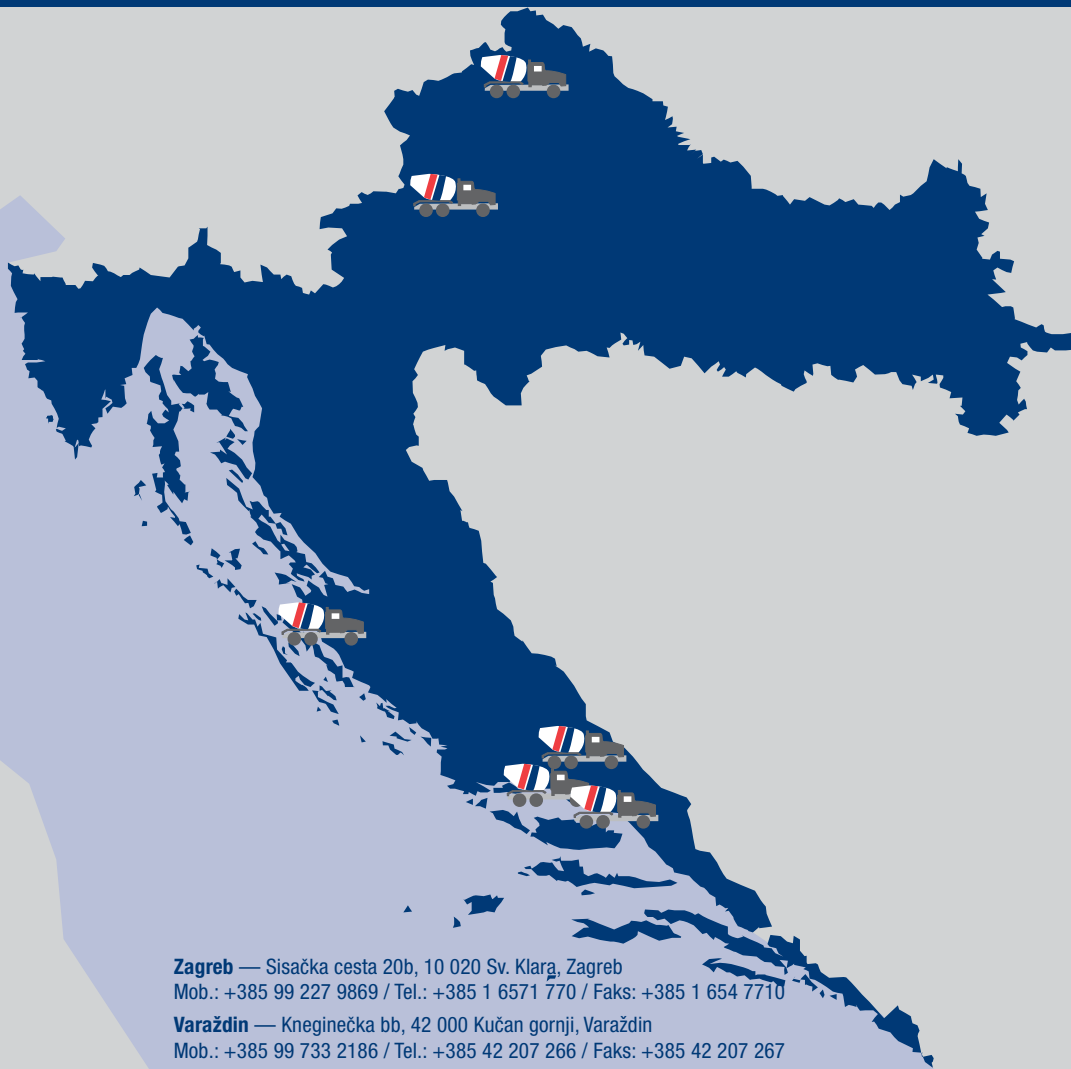 Zagreb — Sisačka cesta 20b, 10 020 Sv. Klara, Zagreb
Mob.: +385 99 227 9869 / Tel.: +385 1 6571 770 / Faks: +385 1 654 7710
Varaždin — Kneginečka bb, 42 000 Kućan gornji, Varaždin
Mob.: +385 99 733 2186 / Tel.: +385 42 207 266 / Faks: +385 42 207 267